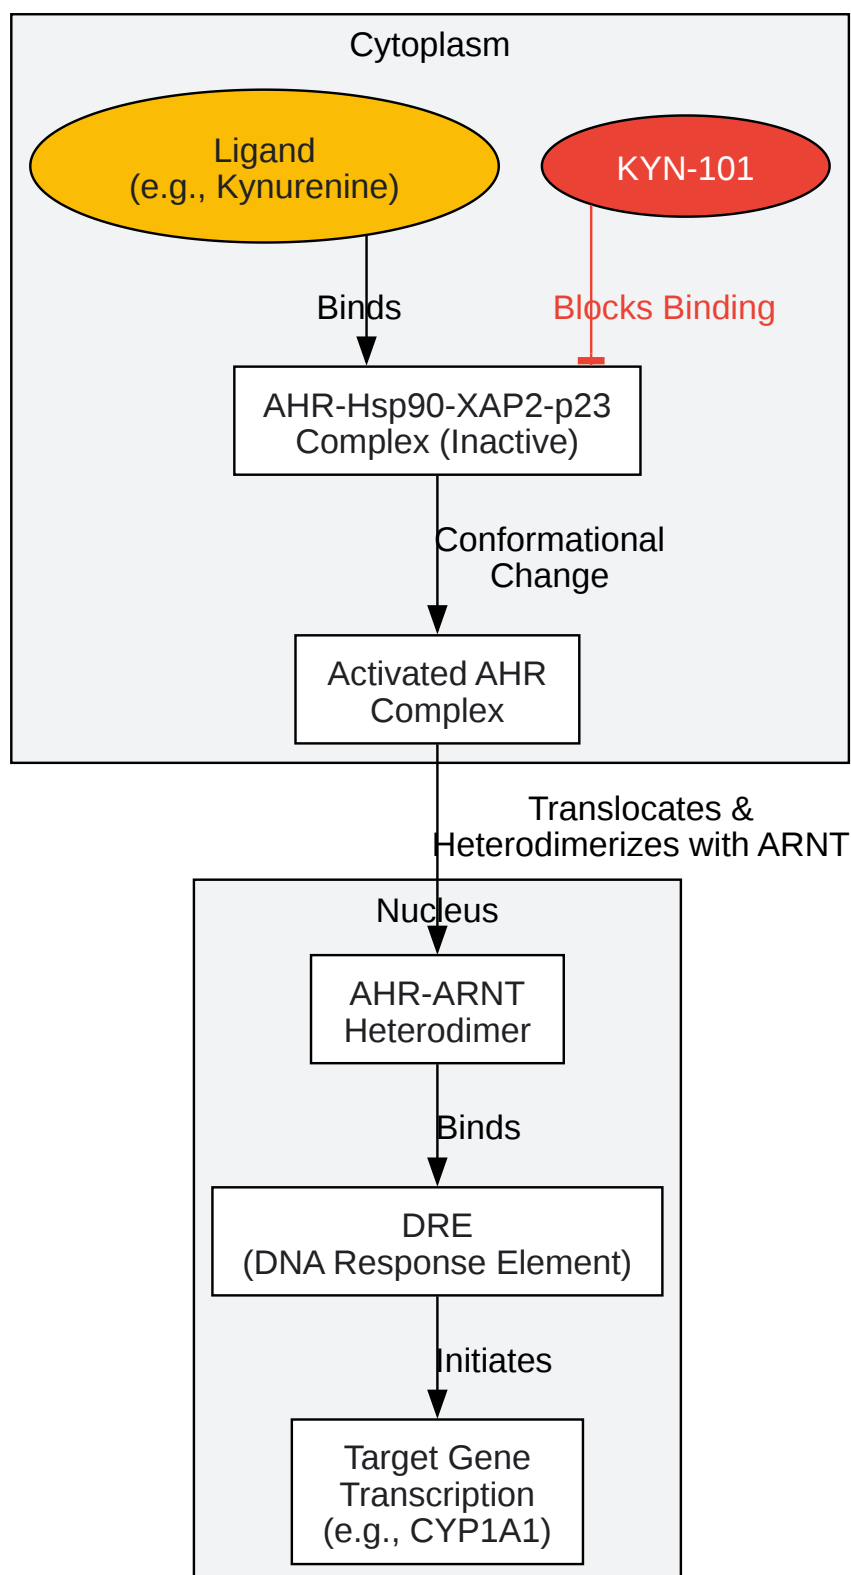 Cytoplasm
Ligand
(e.g., Kynurenine)
KYN-101
Binds
Blocks Binding
AHR-Hsp90-XAP2-p23
Complex (Inactive)
Conformational
Change
Activated AHR
Complex
Translocates &
Heterodimerizes with ARNT
Nucleus
AHR-ARNT
Heterodimer
Binds
DRE
(DNA Response Element)
Initiates
Target Gene
Transcription
(e.g., CYP1A1)